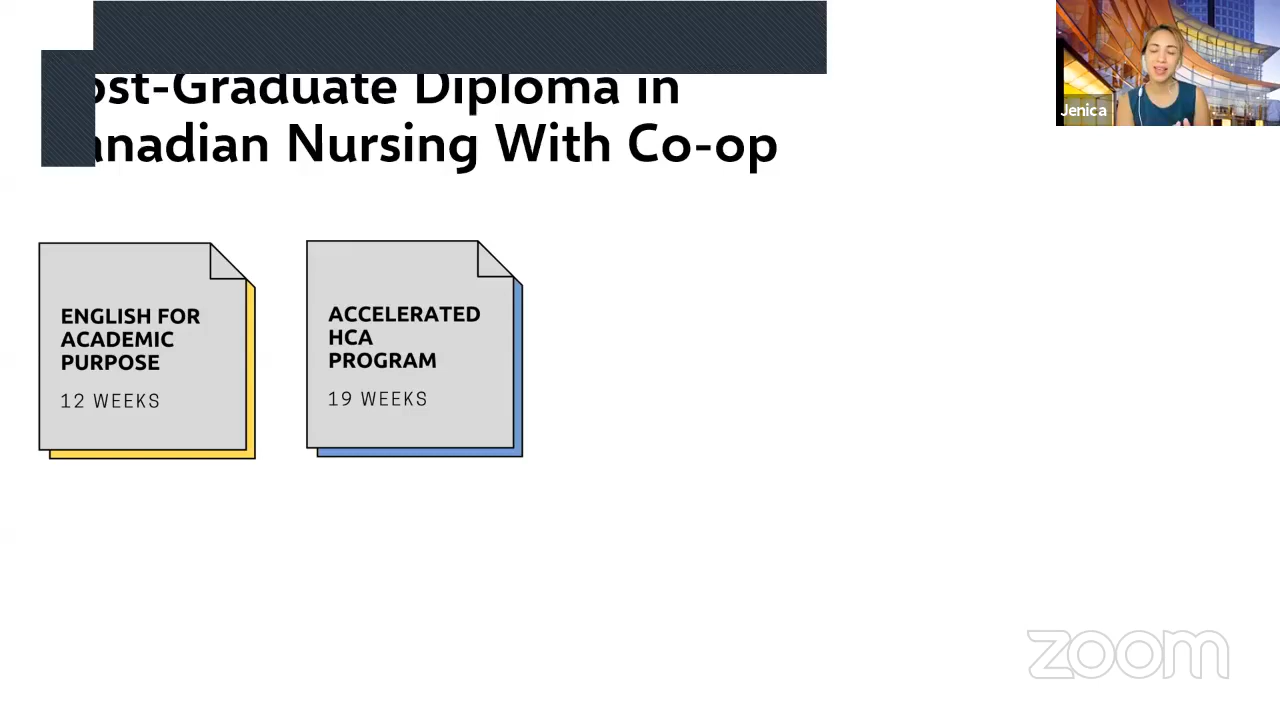 ost-Graduate Diploma in
anadian Nursing With Co-op
Jenica
ENGLISH FOR
ACADEMIC
PURPOSE
12 WEEKS
ACCELERATED
HCA
PROGRAM
19 WEEKS
zoom